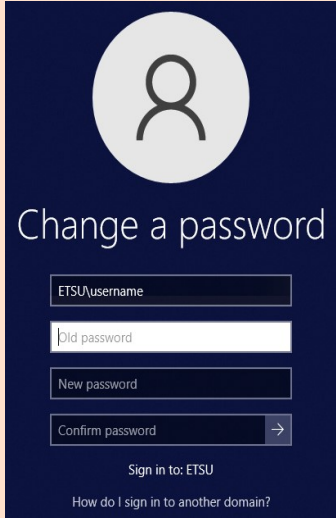 Change a password
ETSU\username
Old password
New password
Confirm password
Sign in to: ETSU
How do I sign in to another domain?